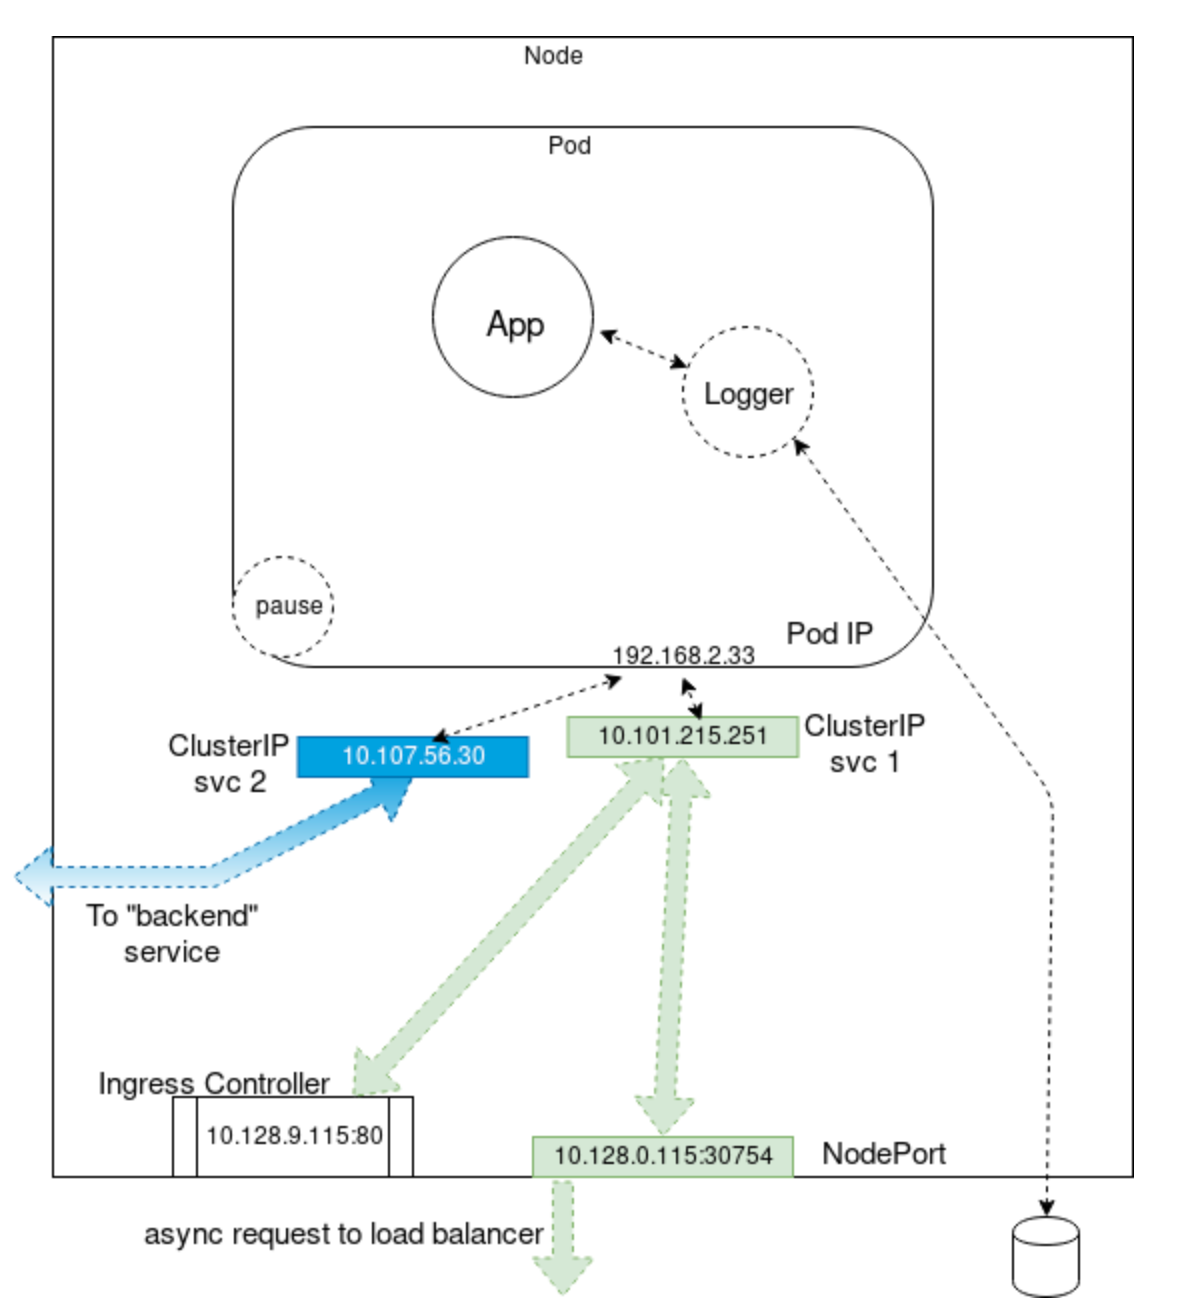 Node
Pod
App
Logger
pause
Pod IP
192.168.2.33
ClusterIP
svc 2
10.107.56.30
10.101.215.251
ClusterIP
svc 1
To "backend"
service
Ingress Controller
10.128.9.115:80
10.128.0.115:30754
NodePort
async request to load balancer